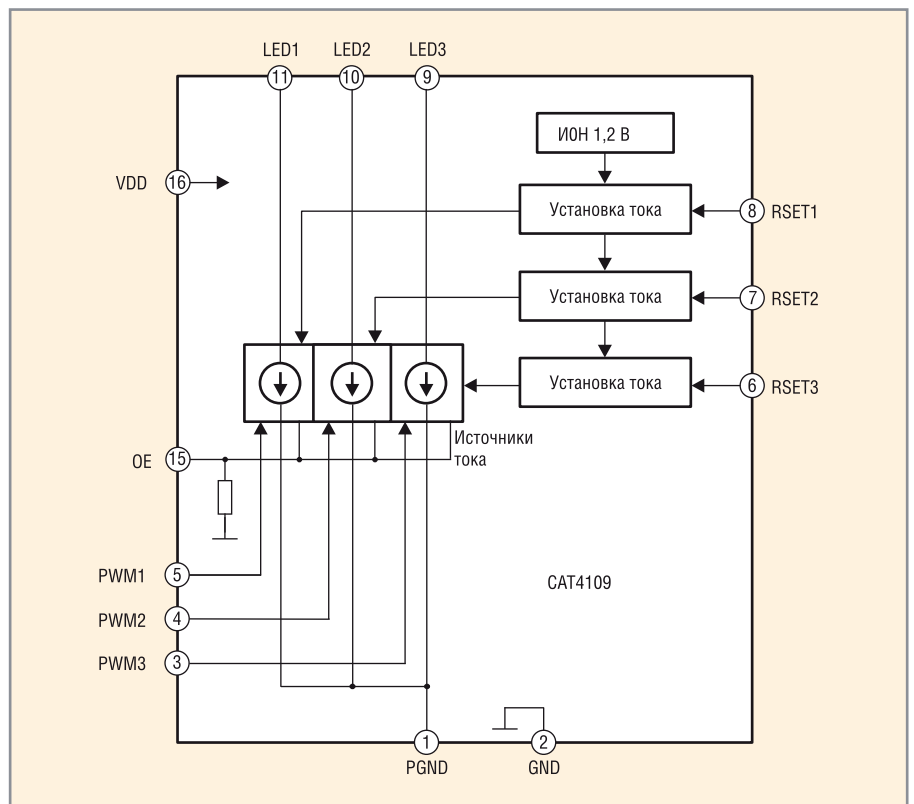 LED1 LED2 LED3
11 10 9
ИОН 1,2 В
VDD 16
Установка тока 8 RSET1
Установка тока 7 RSET2
Установка тока 6 RSET3
Источники
тока
OE 15
PWM1 5
CAT4109
PWM2 4
PWM3 3
1 2
PGND GND